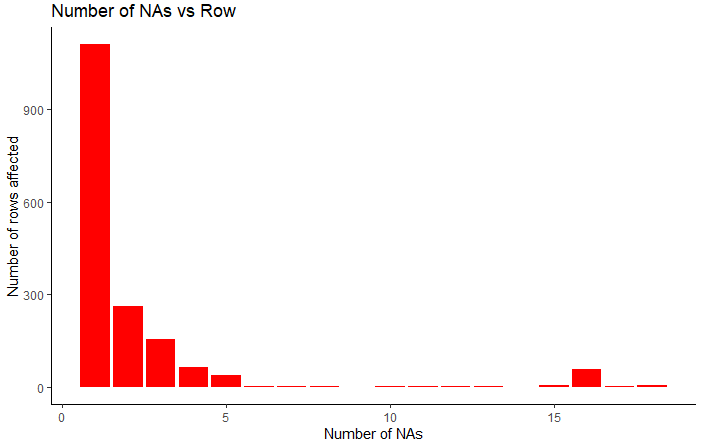 Number of NAs vs Row
Number of rows affected
900
600
300
0
0 5 10 15
Number of NAs